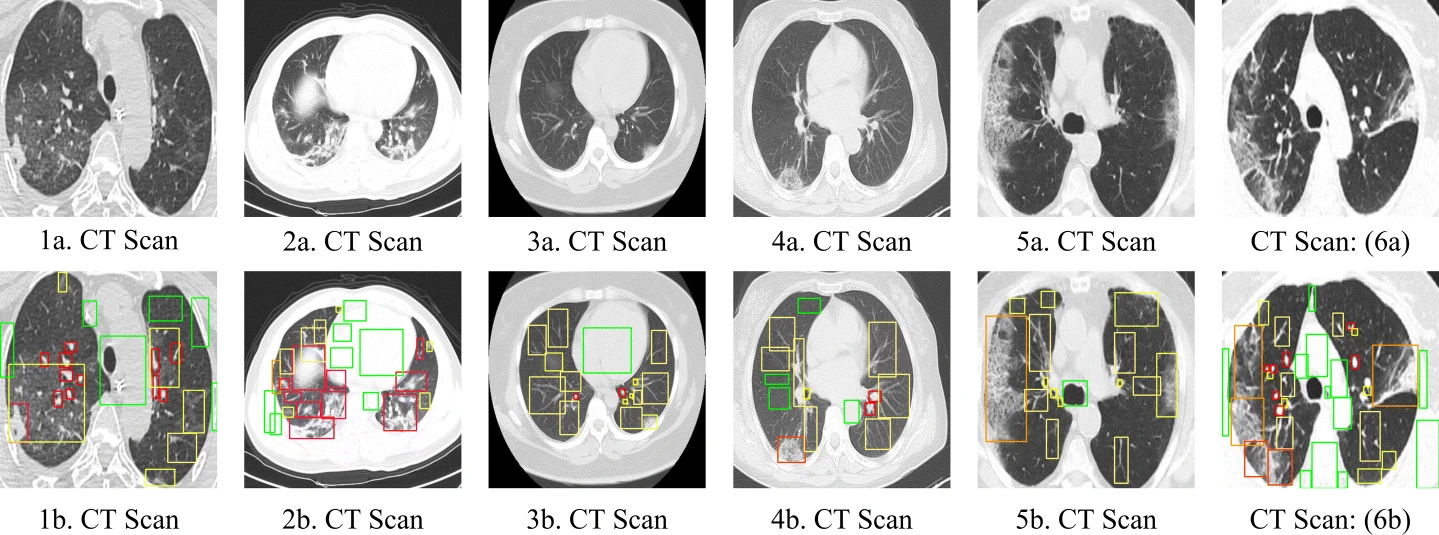 1a. CT Scan
2a. CT Scan
3a. CT Scan
4a. CT Scan
5a. CT Scan
CT Scan: (6a)
1b. CT Scan
2b. CT Scan
3b. CT Scan
4b. CT Scan
5b. CT Scan
CT Scan: (6b)